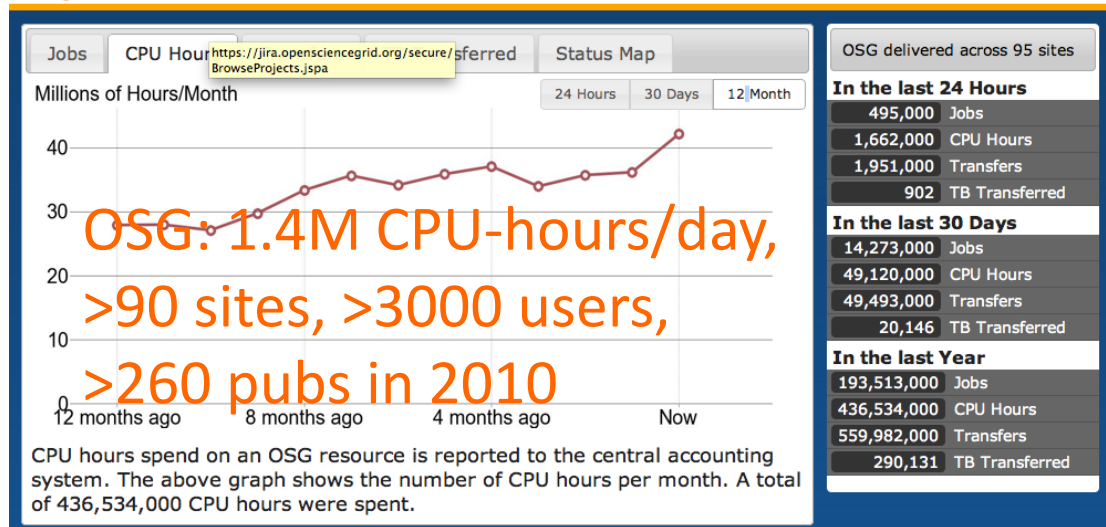 Jobs
CPU Hour
https://jira.opensciencegrid.org/secure/
BrowseProjects.jspa
sferred
Status Map
Millions of Hours/Month
24 Hours
30 Days
12 Month
40
30
20
10
0
12 months ago
8 months ago
4 months ago
Now
OSG: 1.4M CPU-hours/day,
>90 sites, >3000 users,
>260 pubs in 2010
CPU hours spend on an OSG resource is reported to the central accounting
system. The above graph shows the number of CPU hours per month. A total
of 436,534,000 CPU hours were spent.
OSG delivered across 95 sites
In the last 24 Hours
495,000 Jobs
1,662,000 CPU Hours
1,951,000 Transfers
902 TB Transferred
In the last 30 Days
14,273,000 Jobs
49,120,000 CPU Hours
49,493,000 Transfers
20,146 TB Transferred
In the last Year
193,513,000 Jobs
436,534,000 CPU Hours
559,982,000 Transfers
290,131 TB Transferred